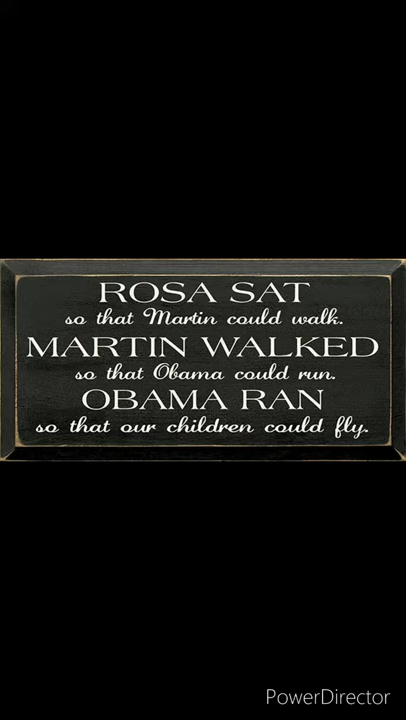 ROSA SAT
so that Martin could walk.
MARTIN WALKED
so that Obama could run.
OBAMA RAN
so that our children could fly.
PowerDirector